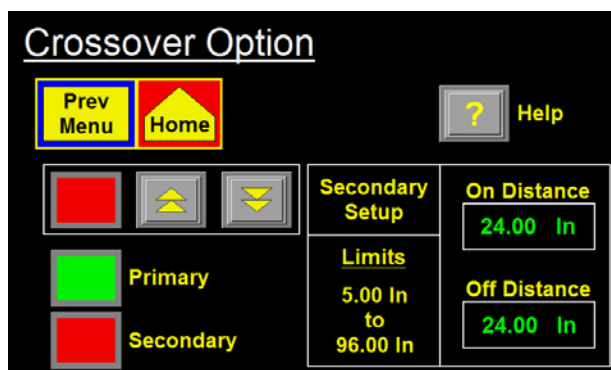 Crossover Option
Prev
Menu
Home
?
Help
Secondary
Setup
On Distance
24.00 In
Limits
5.00 In
to
96.00 In
Off Distance
24.00 In
Primary
Secondary